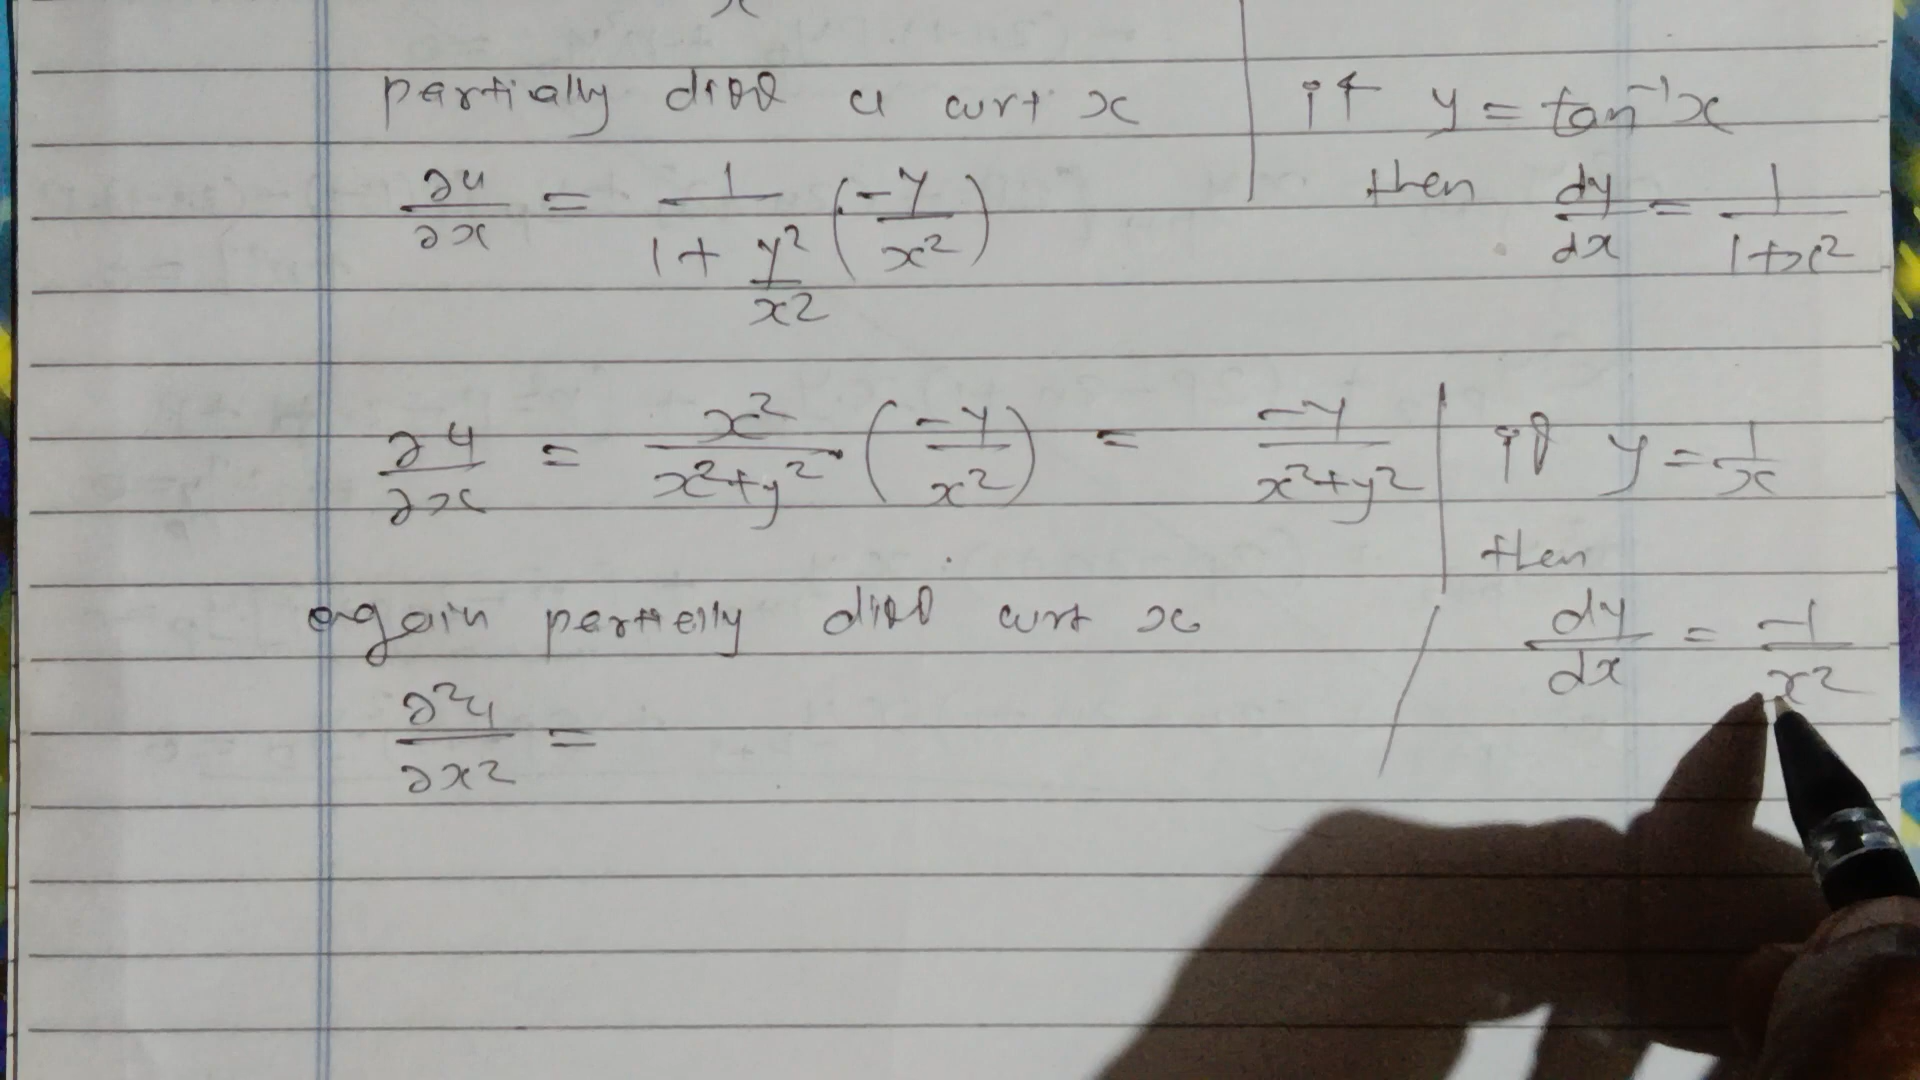 x
partially diff u wrt x
∂u/∂x = 1/(1 + y²/x²) (-y/x²)
if y = tan⁻¹x
then dy/dx = 1/(1+x²)
∂u/∂x = x²/(x²+y²) (-y/x²) = -y/(x²+y²)
if y = 1/x
then
dy/dx = -1/x²
again partially diff wrt x
∂²u/∂x² =